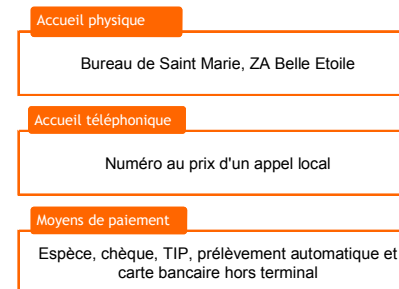 Accueil physique
Bureau de Saint Marie, ZA Belle Etoile
Accueil téléphonique
Numéro au prix d'un appel local
Moyens de paiement
Espèce, chèque, TIP, prélèvement automatique et
carte bancaire hors terminal